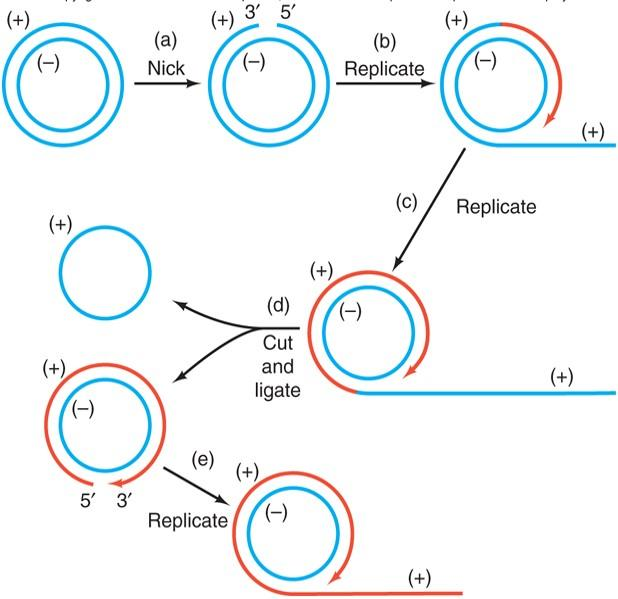 (+)
(–)
(a)
Nick
(+) 3′ 5′
(–)
(b)
Replicate
(+)
(–)
(+)
(c)
Replicate
(+)
(+)
(–)
(+)
(d)
Cut
and
ligate
(+)
(–)
5′ 3′
(e)
Replicate
(+)
(–)
(+)